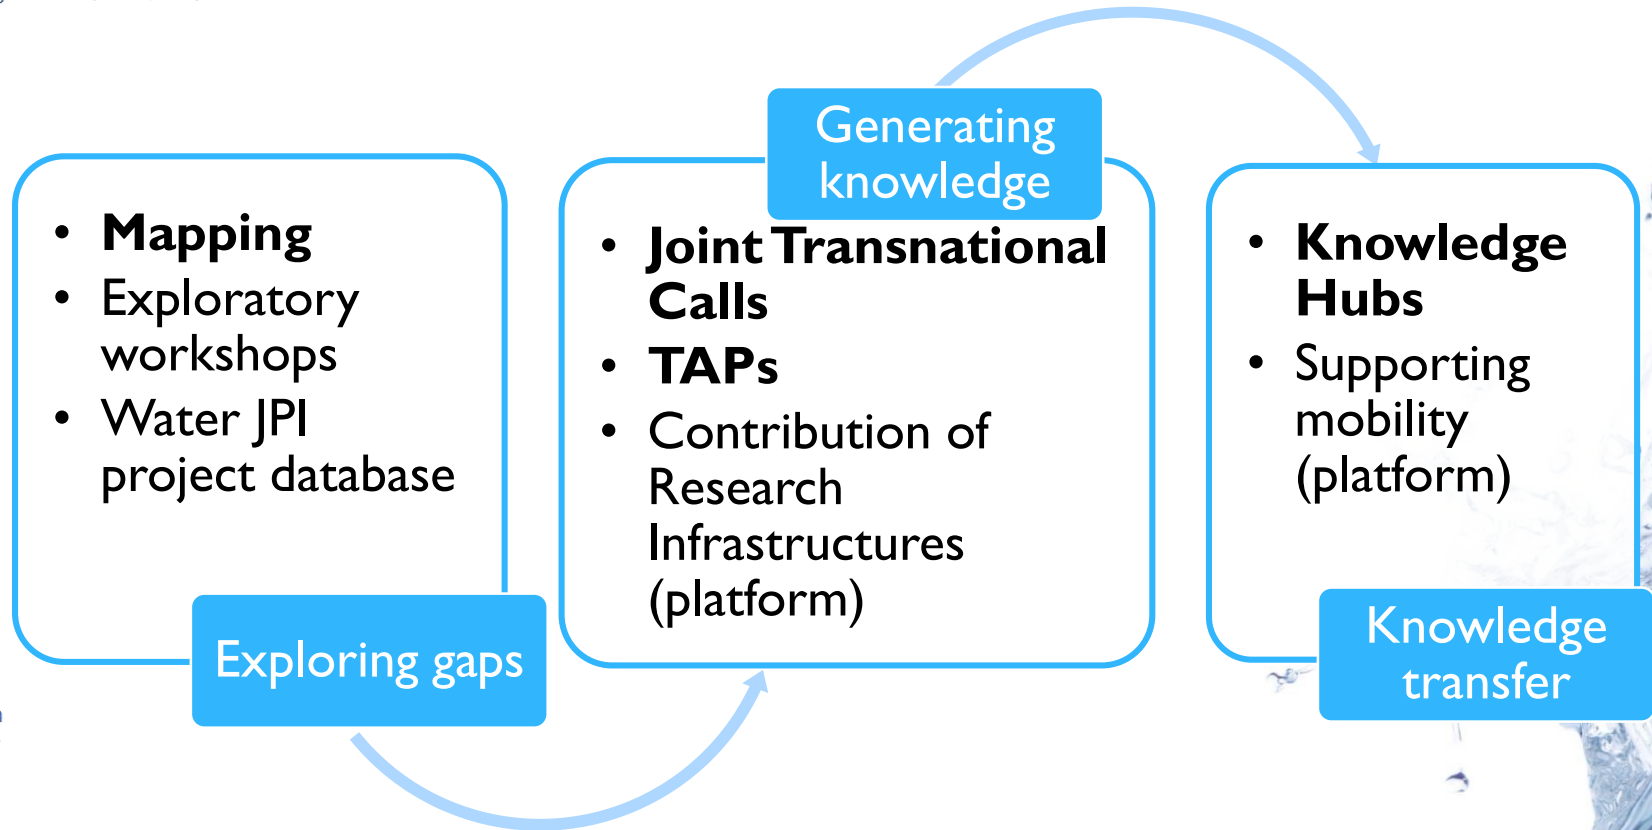 • Mapping
• Exploratory
workshops
• Water JPI
project database
Exploring gaps
Generating
knowledge
• Joint Transnational
Calls
• TAPs
• Contribution of
Research
Infrastructures
(platform)
• Knowledge
Hubs
• Supporting
mobility
(platform)
Knowledge
transfer